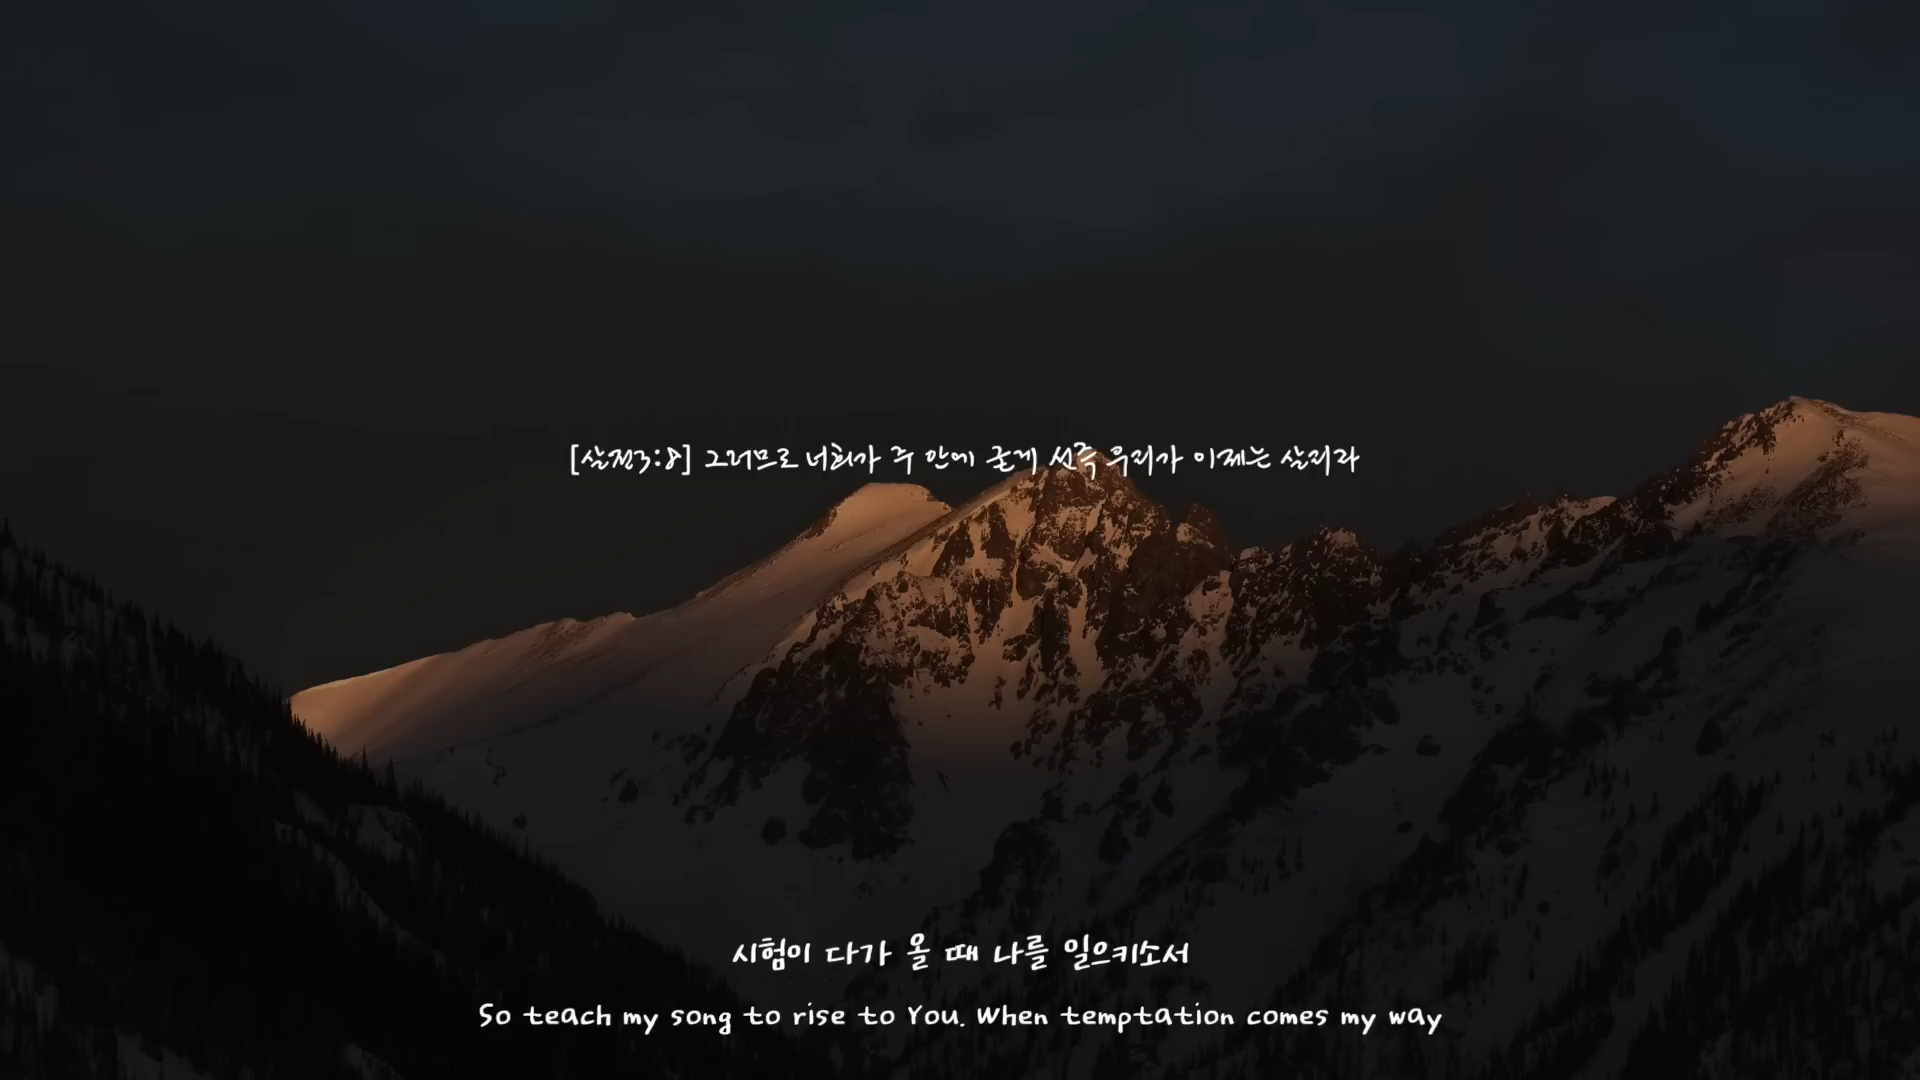 [살전3:8] 그러므로 너희가 주 안에 굳게 선즉 우리가 이제는 살리라
시험이 다가 올 때 나를 일으키소서
So teach my song to rise to You. When temptation comes my way